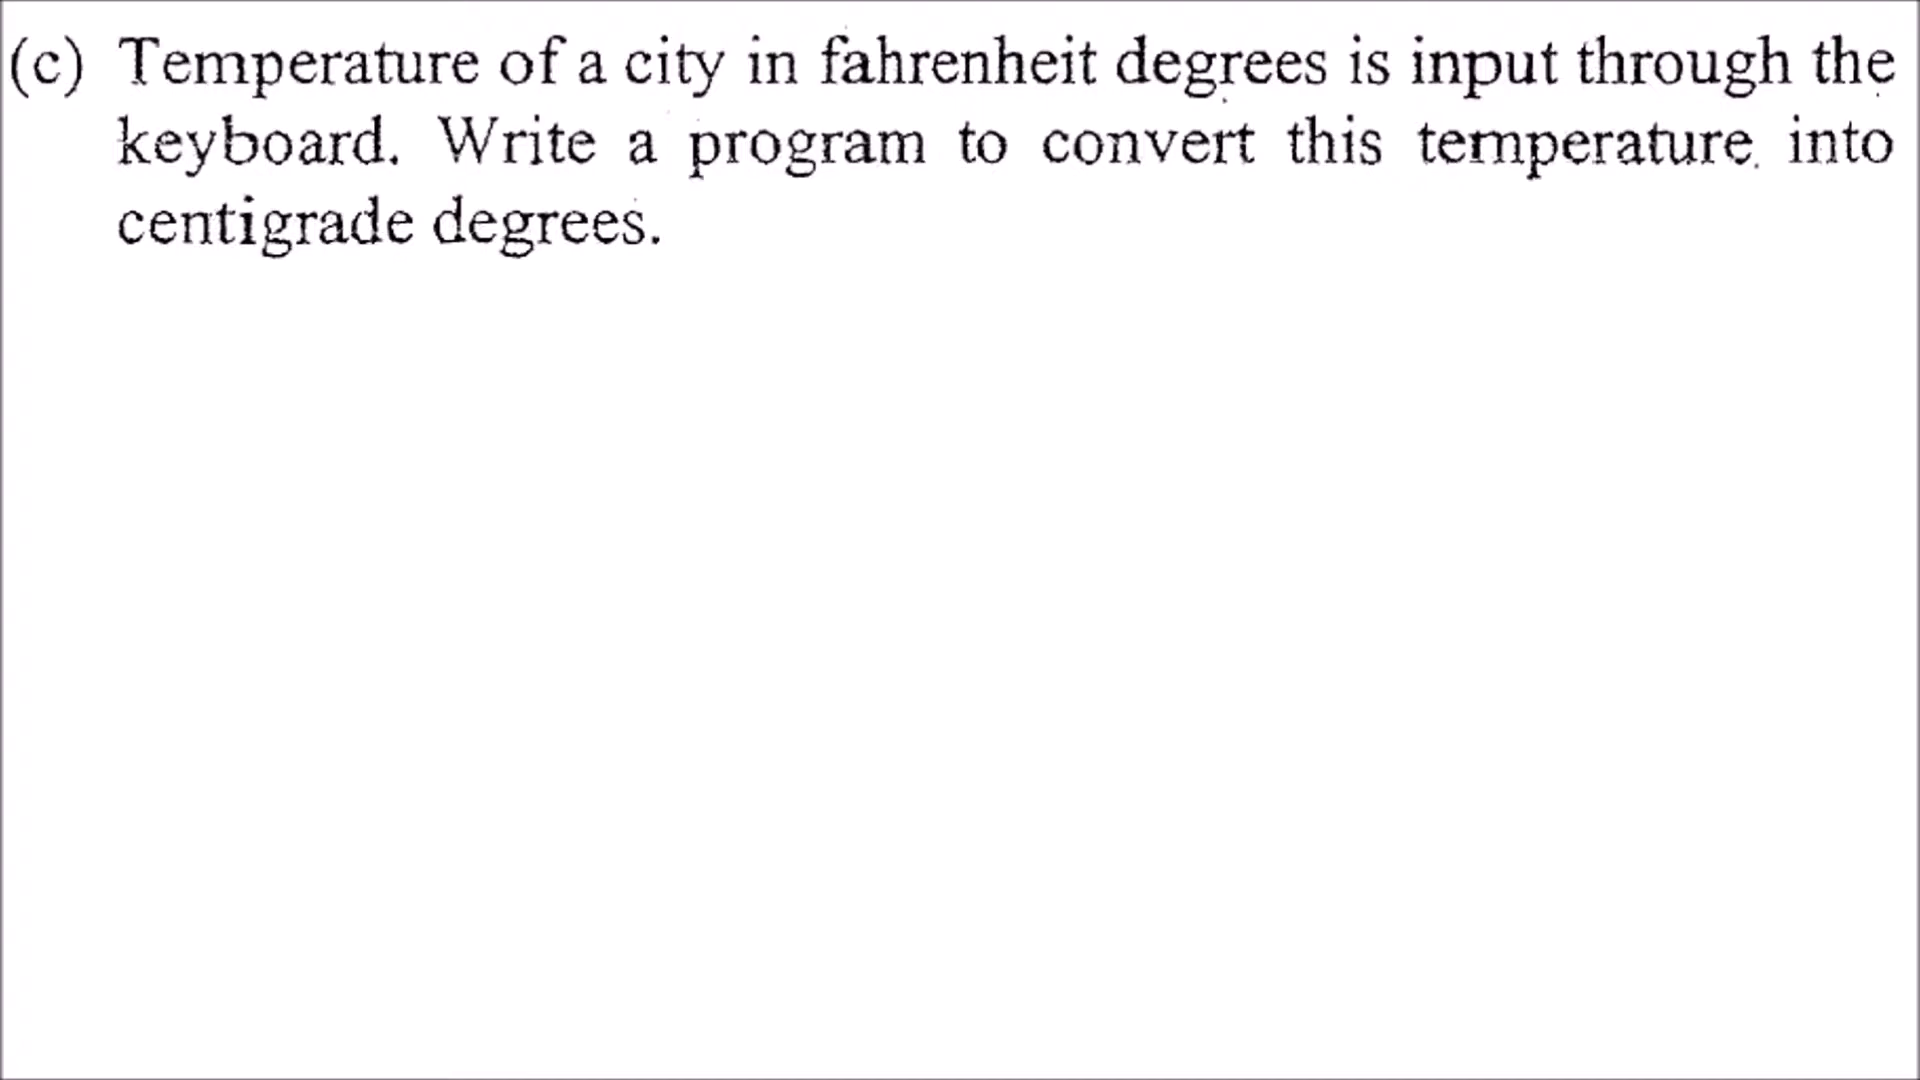 (c) Temperature of a city in fahrenheit degrees is input through the
keyboard. Write a program to convert this temperature into
centigrade degrees.